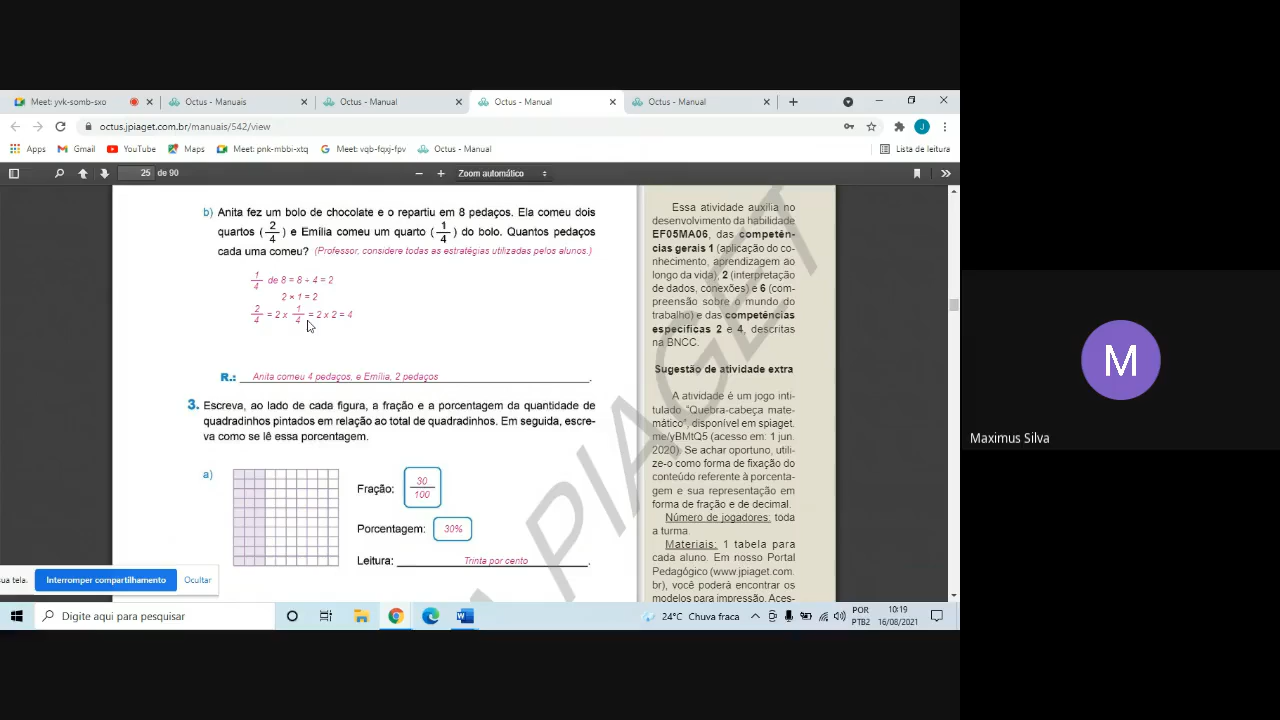 Meet: yvk-somb-sxo
Octus - Manuais
Octus - Manual
Octus - Manual
Octus - Manual
octus.jpiaget.com.br/manuais/542/view
Apps
Gmail
YouTube
Maps
Meet: pnk-mbbi-xtq
Meet: vqb-fqxj-fpv
Octus - Manual
Lista de leitura
25 de 90
Zoom automático
b) Anita fez um bolo de chocolate e o repartiu em 8 pedaços. Ela comeu dois
quartos (2/4) e Emília comeu um quarto (1/4) do bolo. Quantos pedaços
cada uma comeu? (Professor, considere todas as estratégias utilizadas pelos alunos.)
1/4 de 8 = 8 ÷ 4 = 2
2 × 1 = 2
2/4 = 2 x 1/4 = 2 x 2 = 4
R.: Anita comeu 4 pedaços, e Emília, 2 pedaços.
3. Escreva, ao lado de cada figura, a fração e a porcentagem da quantidade de
quadradinhos pintados em relação ao total de quadradinhos. Em seguida, escre-
va como se lê essa porcentagem.
a)
Fração: 30/100
Porcentagem: 30%
Leitura: Trinta por cento.
Essa atividade auxilia no
desenvolvimento da habilidade
EF05MA06, das competên-
cias gerais 1 (aplicação do co-
nhecimento, aprendizagem ao
longo da vida), 2 (interpretação
de dados, conexões) e 6 (com-
preensão sobre o mundo do
trabalho) e das competências
específicas 2 e 4, descritas
na BNCC.
Sugestão de atividade extra
A atividade é um jogo inti-
tulado "Quebra-cabeça mate-
mático", disponível em spiaget.
me/yBMtQ5 (acesso em: 1 jun.
2020). Se achar oportuno, utili-
ze-o como forma de fixação do
conteúdo referente à porcenta-
gem e sua representação em
forma de fração e de decimal.
Número de jogadores: toda
a turma.
Materiais: 1 tabela para
cada aluno. Em nosso Portal
Pedagógico (www.jpiaget.com.
br), você poderá encontrar os
modelos para impressão. Aces-
A PIAGET
sua tela.
Interromper compartilhamento
Ocultar
Digite aqui para pesquisar
24°C Chuva fraca
POR
PTB2
10:19
16/08/2021
J
M
Maximus Silva